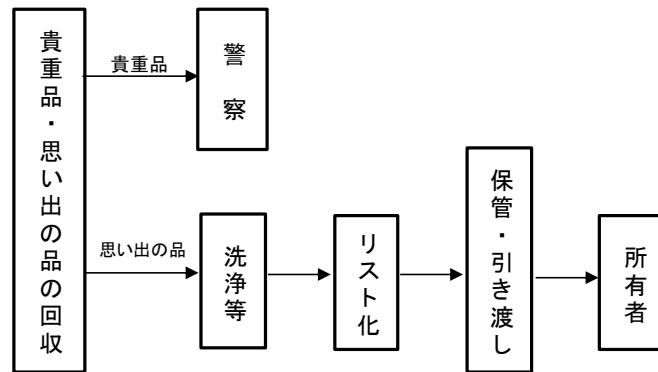 貴重品・思い出の品の回収
貴重品
警察
思い出の品
洗浄等
リスト化
保管・引き渡し
所有者